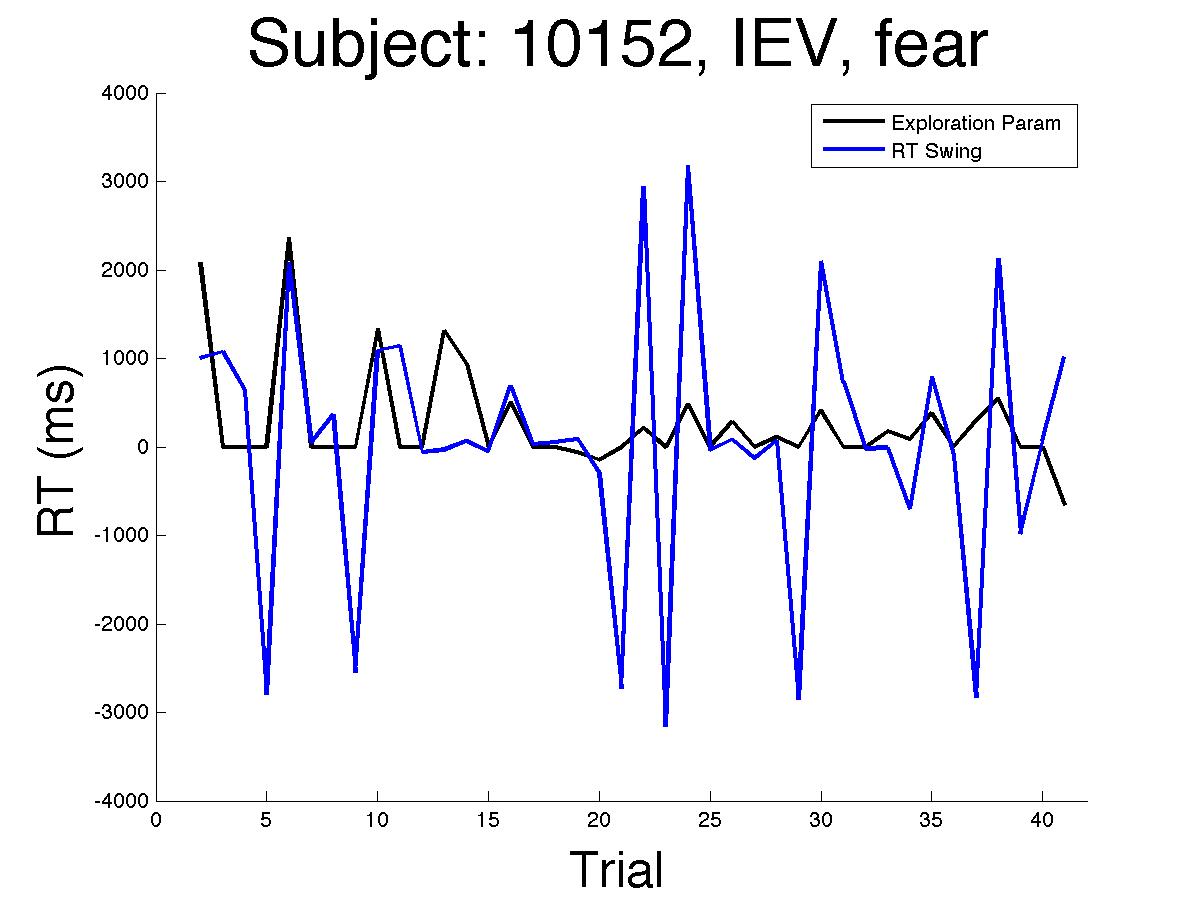 Subject: 10152, IEV, fear
Exploration Param
RT Swing
4000
3000
2000
1000
0
-1000
-2000
-3000
-4000
RT (ms)
0 5 10 15 20 25 30 35 40
Trial